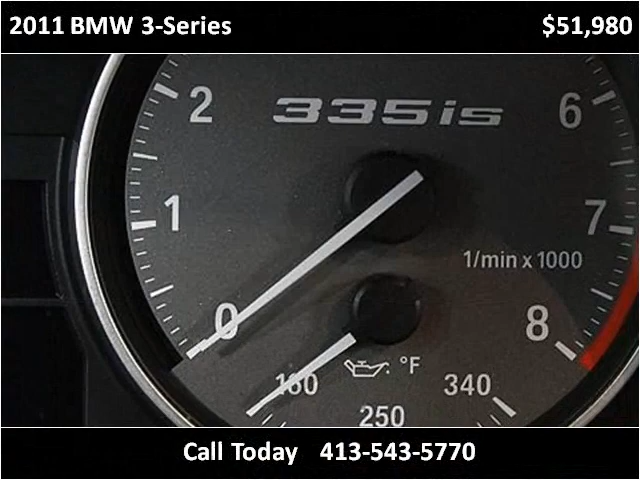 2011 BMW 3-Series $51,980
2 335is 6
1 7
1/min x 1000
0 8
°F
160 340
250
Call Today 413-543-5770